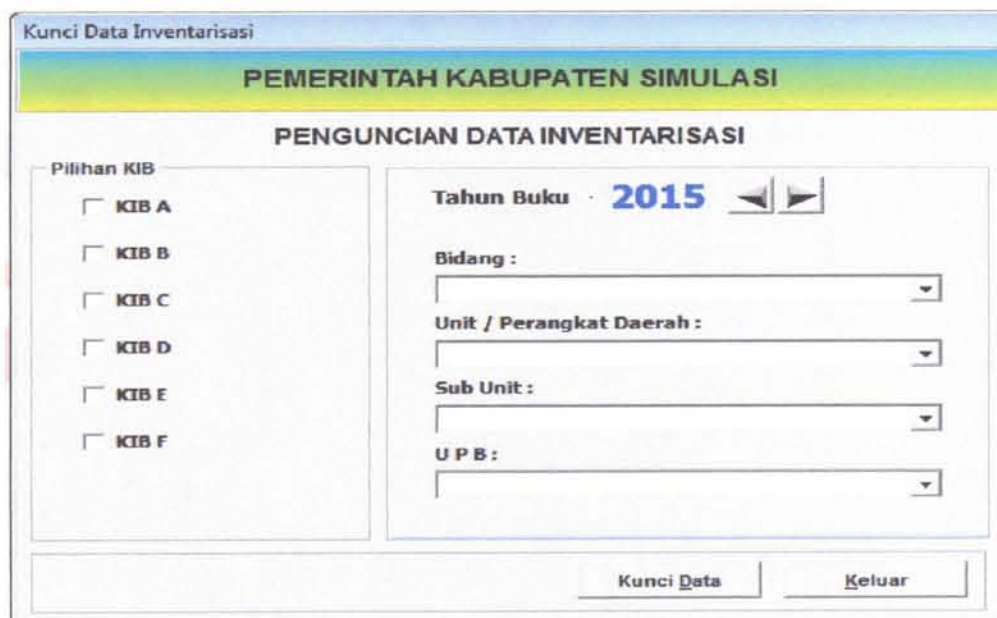 Kunci Data Inventarisasi
PEMERINTAH KABUPATEN SIMULASI
PENGUNCIAN DATA INVENTARISASI
Pilihan KIB
KIB A
KIB B
KIB C
KIB D
KIB E
KIB F
Tahun Buku : 2015
Bidang :
Unit / Perangkat Daerah :
Sub Unit :
U P B :
Kunci Data
Keluar